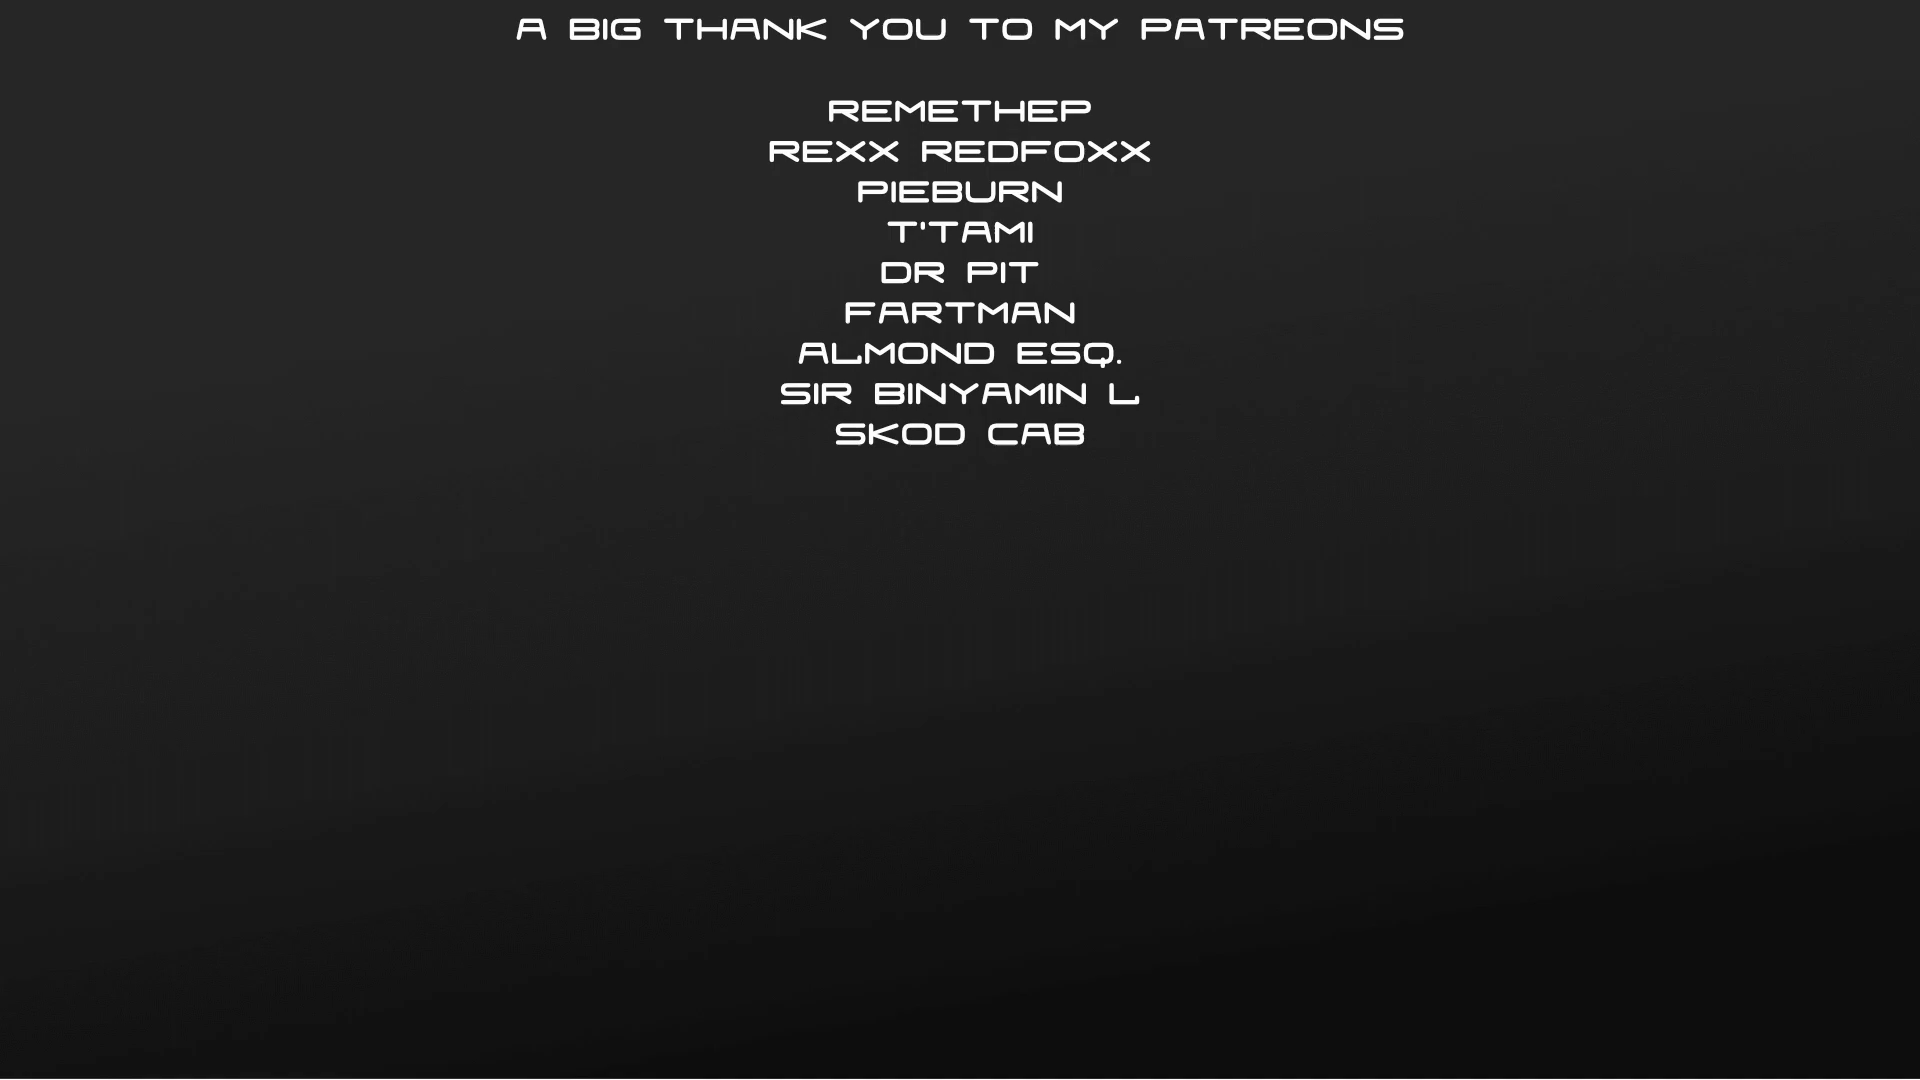 A BIG THANK YOU TO MY PATREONS
REMETHEP
REXX REDFOXX
PIEBURN
T'TAMI
DR PIT
FARTMAN
ALMOND ESQ.
SIR BINYAMIN L
SKOD CAB